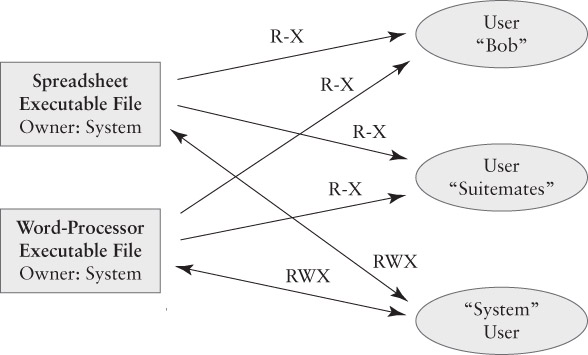 User
“Bob”
R-X
Spreadsheet
Executable File
Owner: System
R-X
R-X
User
“Suitemates”
R-X
Word-Processor
Executable File
Owner: System
RWX
RWX
“System”
User